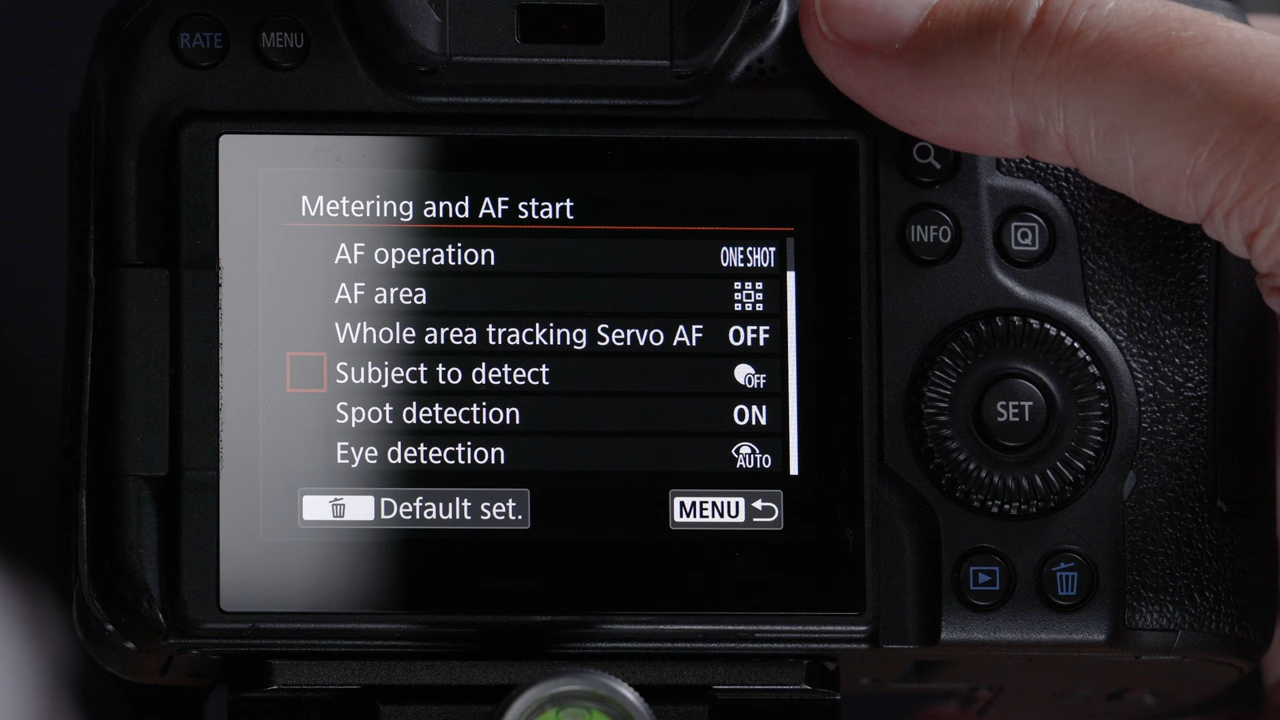 RATE MENU
Metering and AF start
AF operation ONE SHOT
AF area
Whole area tracking Servo AF OFF
Subject to detect OFF
Spot detection ON
Eye detection AUTO
Default set. MENU
INFO Q
SET